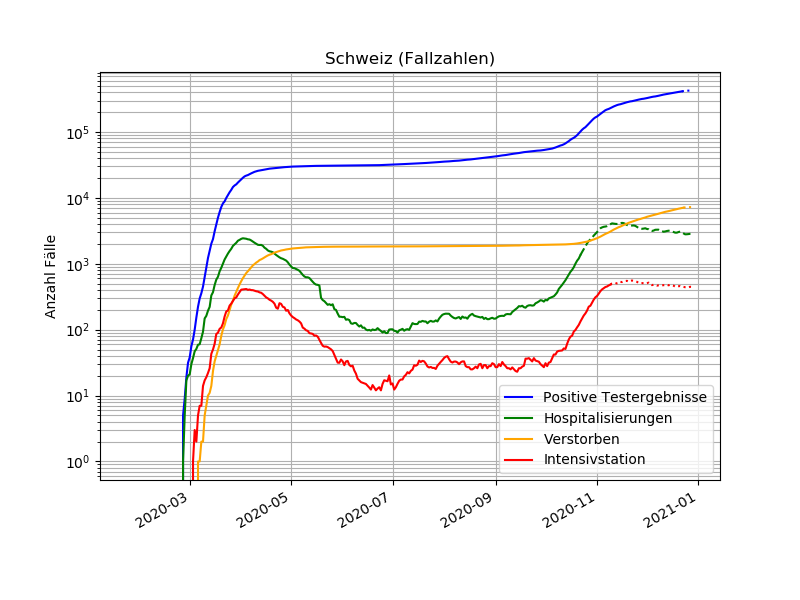 Schweiz (Fallzahlen)
Anzahl Fälle
10^5
10^4
10^3
10^2
10^1
10^0
Positive Testergebnisse
Hospitalisierungen
Verstorben
Intensivstation
2020-03
2020-05
2020-07
2020-09
2020-11
2021-01